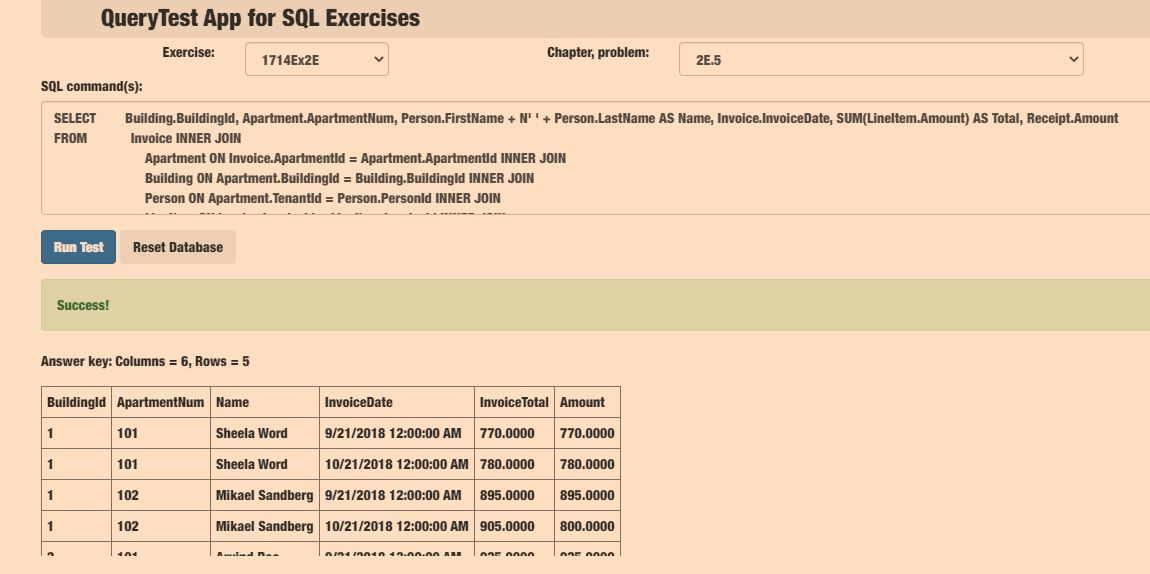 QueryTest App for SQL Exercises
Exercise: 1714Ex2E Chapter, problem: 2E.5
SQL command(s):
SELECT Building.BuildingId, Apartment.ApartmentNum, Person.FirstName + N' ' + Person.LastName AS Name, Invoice.InvoiceDate, SUM(LineItem.Amount) AS Total, Receipt.Amount
FROM Invoice INNER JOIN
Apartment ON Invoice.ApartmentId = Apartment.ApartmentId INNER JOIN
Building ON Apartment.BuildingId = Building.BuildingId INNER JOIN
Person ON Apartment.TenantId = Person.PersonId INNER JOIN
Run Test Reset Database
Success!
Answer key: Columns = 6, Rows = 5
BuildingId ApartmentNum Name InvoiceDate InvoiceTotal Amount
1 101 Sheela Word 9/21/2018 12:00:00 AM 770.0000 770.0000
1 101 Sheela Word 10/21/2018 12:00:00 AM 780.0000 780.0000
1 102 Mikael Sandberg 9/21/2018 12:00:00 AM 895.0000 895.0000
1 102 Mikael Sandberg 10/21/2018 12:00:00 AM 905.0000 800.0000